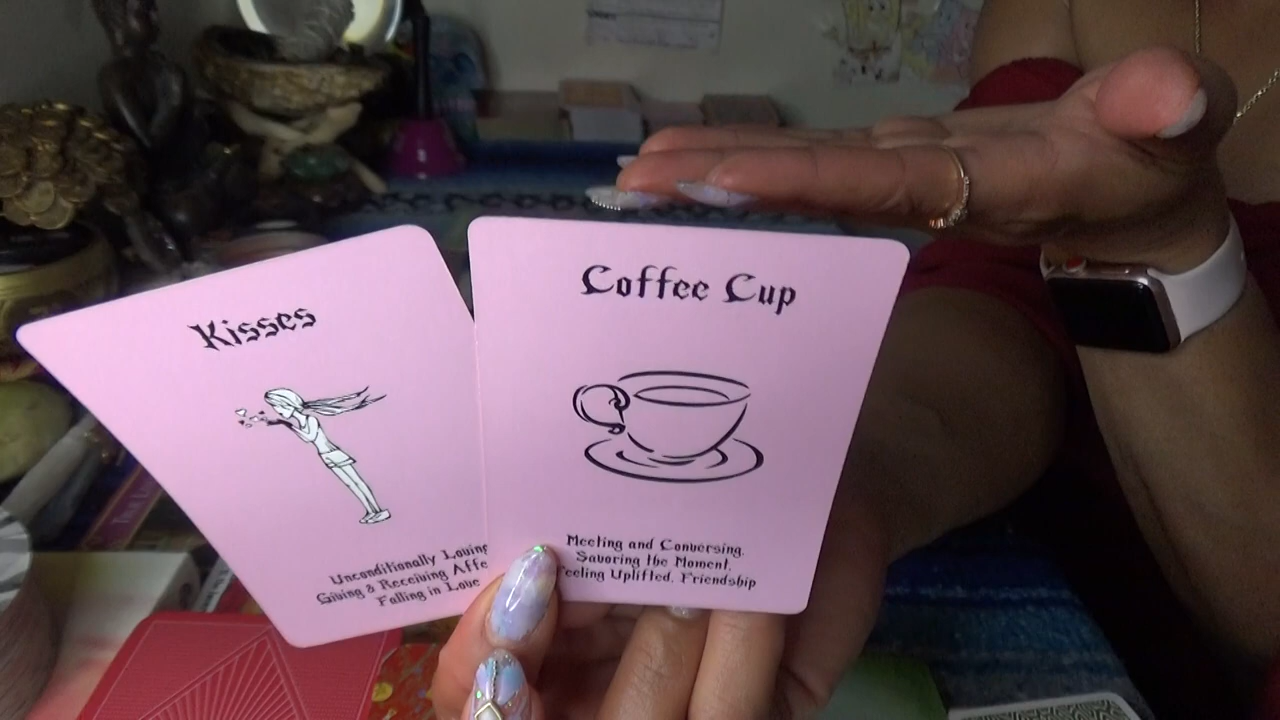 Kisses
Unconditionally Loving
Giving & Receiving Affe
Falling in Love
Coffee Cup
Meeting and Conversing.
Savoring the Moment.
Feeling Uplifted. Friendship